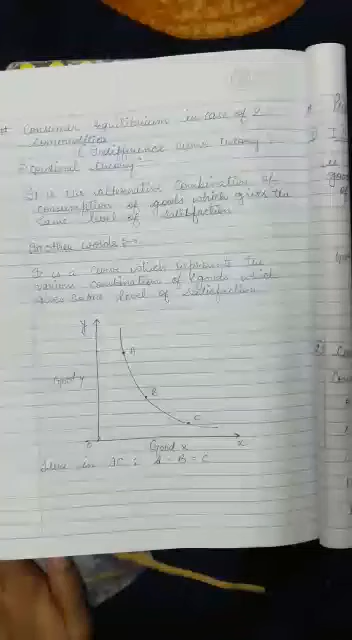 Consumer Equilibrium in case of 2
commodities
( Indifference curve theory )
Ordinal theory
It is the alternative combination of
consumption of goods which gives the
same level of satisfaction
In other words :-
It is a curve which represents the
various combination of goods which
gives same level of satisfaction
y
A
Good y
B
C
0
Good x
x
Here in IC : A = B = C